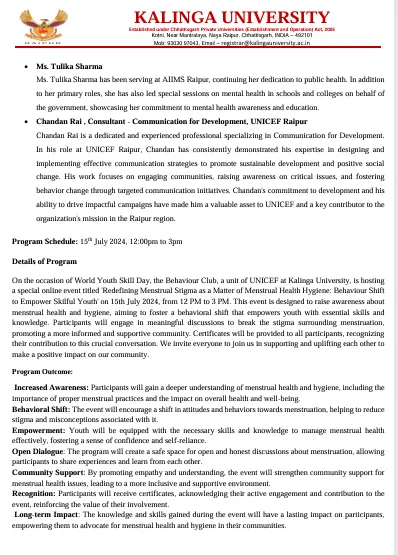 KALINGA UNIVERSITY
Established under Chhattisgarh Private Universities (Establishment and Operation) Act, 2005
Kotni, Near Mantralaya, Naya Raipur, Chhattisgarh, INDIA – 492101
Mob: 93030 97043, Email – registrar@kalingauniversity.ac.in
• Ms. Tulika Sharma
Ms. Tulika Sharma has been serving at AIIMS Raipur, continuing her dedication to public health. In addition
to her primary roles, she has also led special sessions on mental health in schools and colleges on behalf of
the government, showcasing her commitment to mental health awareness and education.
• Chandan Rai , Consultant - Communication for Development, UNICEF Raipur
Chandan Rai is a dedicated and experienced professional specializing in Communication for Development.
In his role at UNICEF Raipur, Chandan has consistently demonstrated his expertise in designing and
implementing effective communication strategies to promote sustainable development and positive social
change. His work focuses on engaging communities, raising awareness on critical issues, and fostering
behavior change through targeted communication initiatives. Chandan's commitment to development and his
ability to drive impactful campaigns have made him a valuable asset to UNICEF and a key contributor to the
organization's mission in the Raipur region.
Program Schedule: 15th July 2024, 12:00pm to 3pm
Details of Program
On the occasion of World Youth Skill Day, the Behaviour Club, a unit of UNICEF at Kalinga University, is hosting
a special online event titled 'Redefining Menstrual Stigma as a Matter of Menstrual Health Hygiene: Behaviour Shift
to Empower Skilful Youth' on 15th July 2024, from 12 PM to 3 PM. This event is designed to raise awareness about
menstrual health and hygiene, aiming to foster a behavioral shift that empowers youth with essential skills and
knowledge. Participants will engage in meaningful discussions to break the stigma surrounding menstruation,
promoting a more informed and supportive community. Certificates will be provided to all participants, recognizing
their contribution to this crucial conversation. We invite everyone to join us in supporting and uplifting each other to
make a positive impact on our community.
Program Outcome:
Increased Awareness: Participants will gain a deeper understanding of menstrual health and hygiene, including the
importance of proper menstrual practices and the impact on overall health and well-being.
Behavioral Shift: The event will encourage a shift in attitudes and behaviors towards menstruation, helping to reduce
stigma and misconceptions associated with it.
Empowerment: Youth will be equipped with the necessary skills and knowledge to manage menstrual health
effectively, fostering a sense of confidence and self-reliance.
Open Dialogue: The program will create a safe space for open and honest discussions about menstruation, allowing
participants to share experiences and learn from each other.
Community Support: By promoting empathy and understanding, the event will strengthen community support for
menstrual health issues, leading to a more inclusive and supportive environment.
Recognition: Participants will receive certificates, acknowledging their active engagement and contribution to the
event, reinforcing the value of their involvement.
Long-term Impact: The knowledge and skills gained during the event will have a lasting impact on participants,
empowering them to advocate for menstrual health and hygiene in their communities.